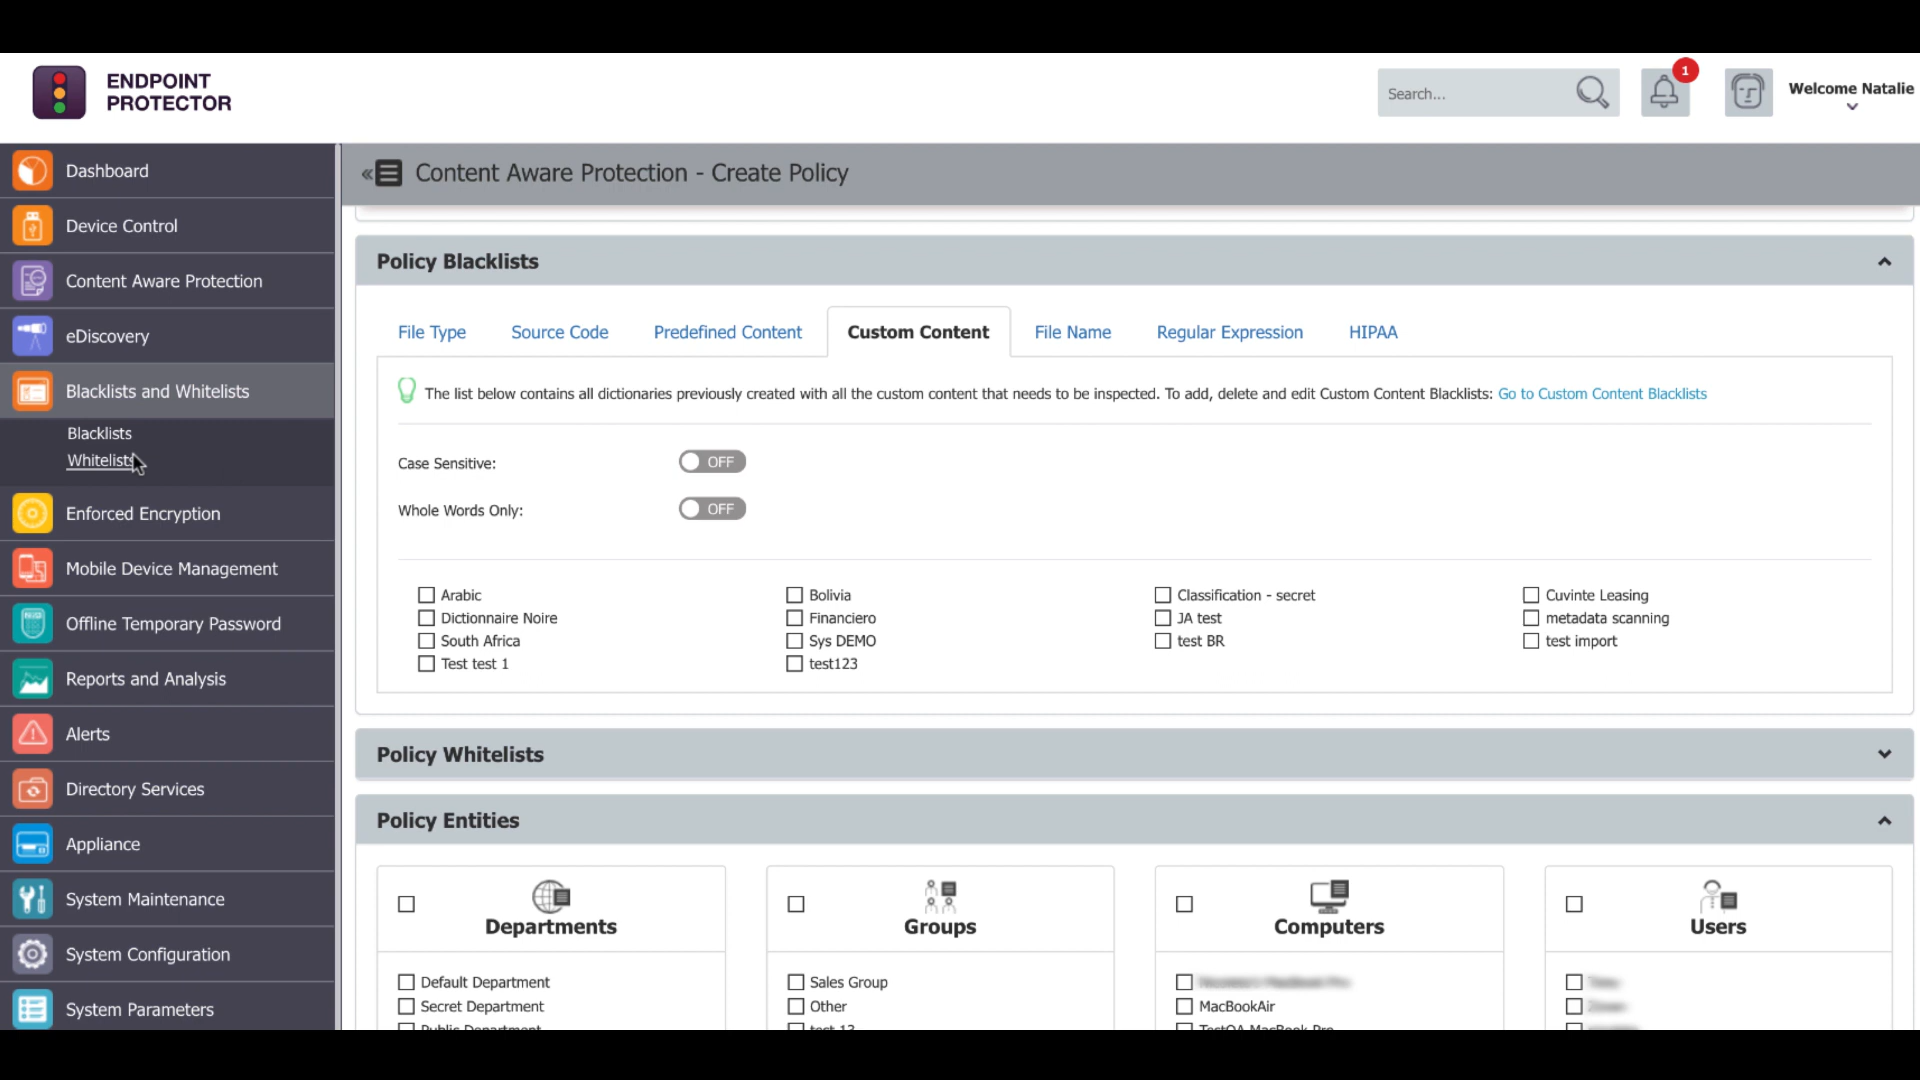 ENDPOINT
PROTECTOR
Search...
1
Welcome Natalie
Dashboard
Device Control
Content Aware Protection
eDiscovery
Blacklists and Whitelists
Blacklists
Whitelists
Enforced Encryption
Mobile Device Management
Offline Temporary Password
Reports and Analysis
Alerts
Directory Services
Appliance
System Maintenance
System Configuration
System Parameters
Content Aware Protection - Create Policy
Policy Blacklists
File Type Source Code Predefined Content Custom Content File Name Regular Expression HIPAA
The list below contains all dictionaries previously created with all the custom content that needs to be inspected. To add, delete and edit Custom Content Blacklists: Go to Custom Content Blacklists
Case Sensitive: OFF
Whole Words Only: OFF
Arabic Bolivia Classification - secret Cuvinte Leasing
Dictionnaire Noire Financiero JA test metadata scanning
South Africa Sys DEMO test BR test import
Test test 1 test123
Policy Whitelists
Policy Entities
Departments Groups Computers Users
Default Department Sales Group
Secret Department Other MacBookAir
Public Department test 12 TestQA MacBook Pro